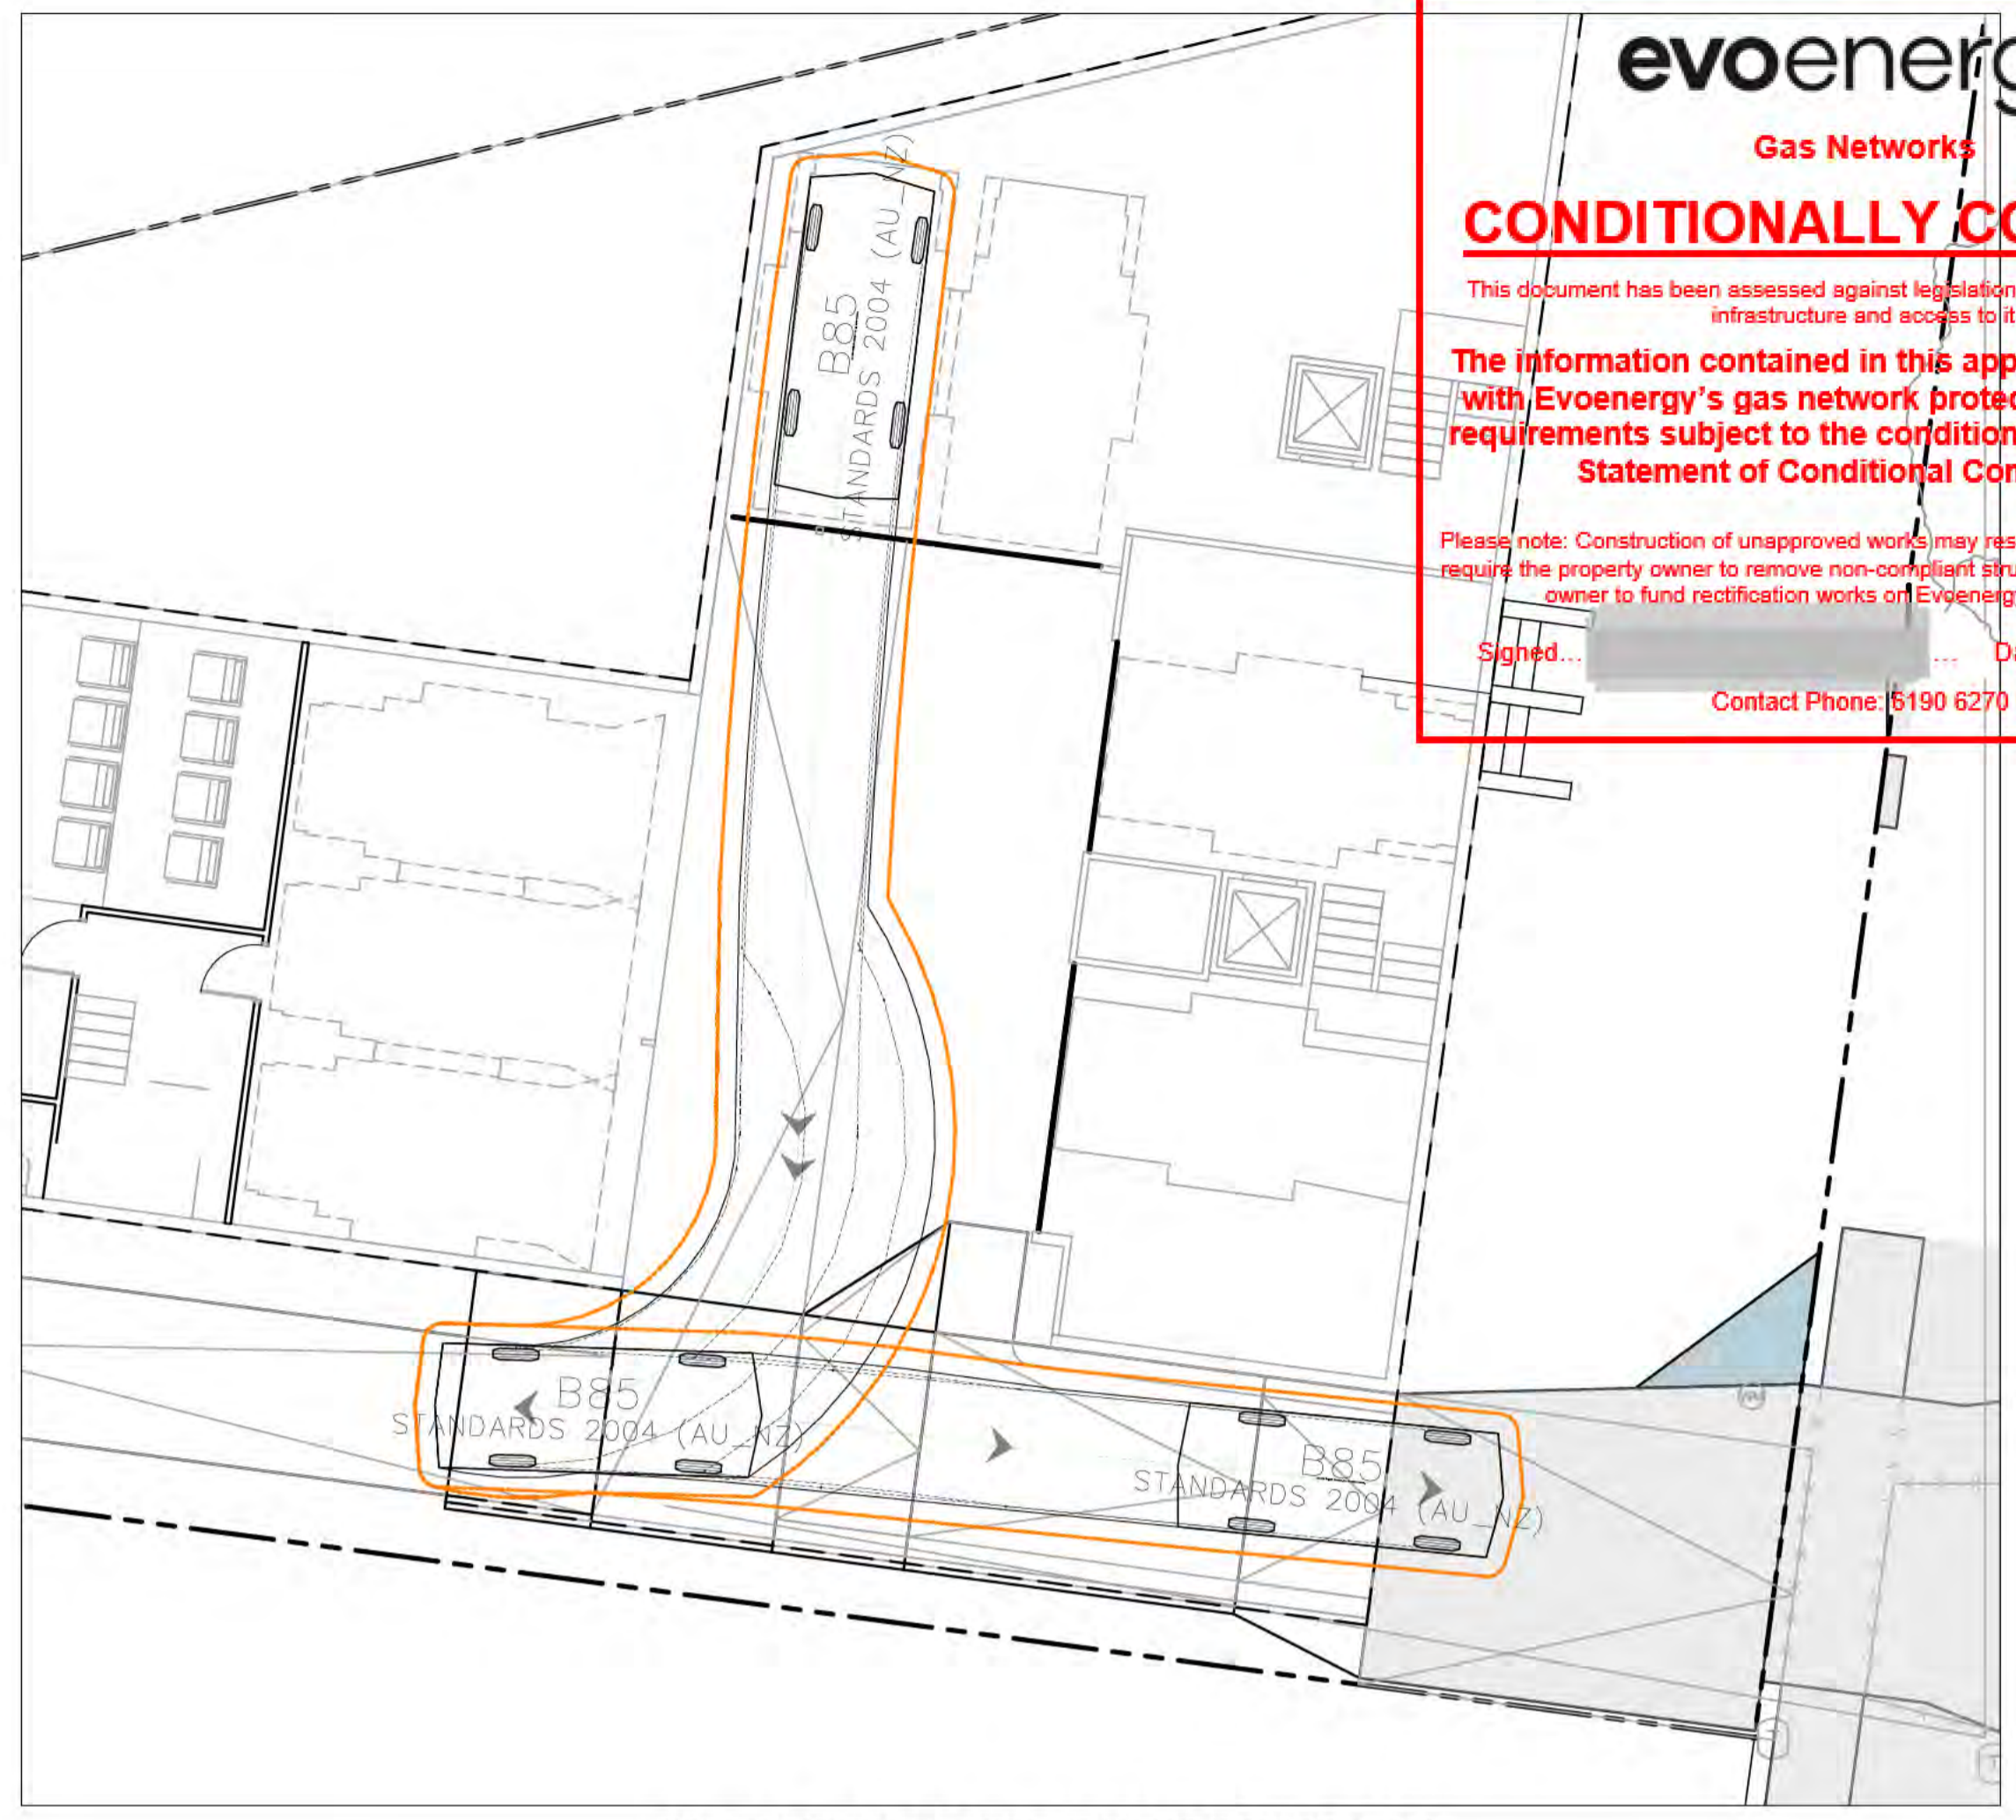 evoenerg
Gas Networks
CONDITIONALLY CO
This document has been assessed against legislation
infrastructure and access to it
The information contained in this app
with Evoenergy's gas network protec
requirements subject to the condition
Statement of Conditional Con
Please note: Construction of unapproved works may res
require the property owner to remove non-compliant stru
owner to fund rectification works on Evoenerg
Signed... ... Da
Contact Phone: 6190 6270
B85
STANDARDS 2004 (AU_NZ)
B85
STANDARDS 2004 (AU_NZ)
B85
STANDARDS 2004 (AU_NZ)